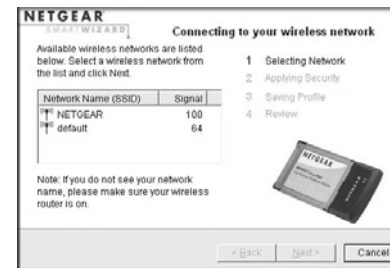 NETGEAR
SMARTWIZARD
Connecting to your wireless network
Available wireless networks are listed
below. Select a wireless network from
the list and click Next.
Network Name (SSID) Signal
NETGEAR 100
default 64
Note: If you do not see your network
name, please make sure your wireless
router is on.
1 Selecting Network
2 Applying Security
3 Saving Profile
4 Review
NETGEAR
< Back Next > Cancel